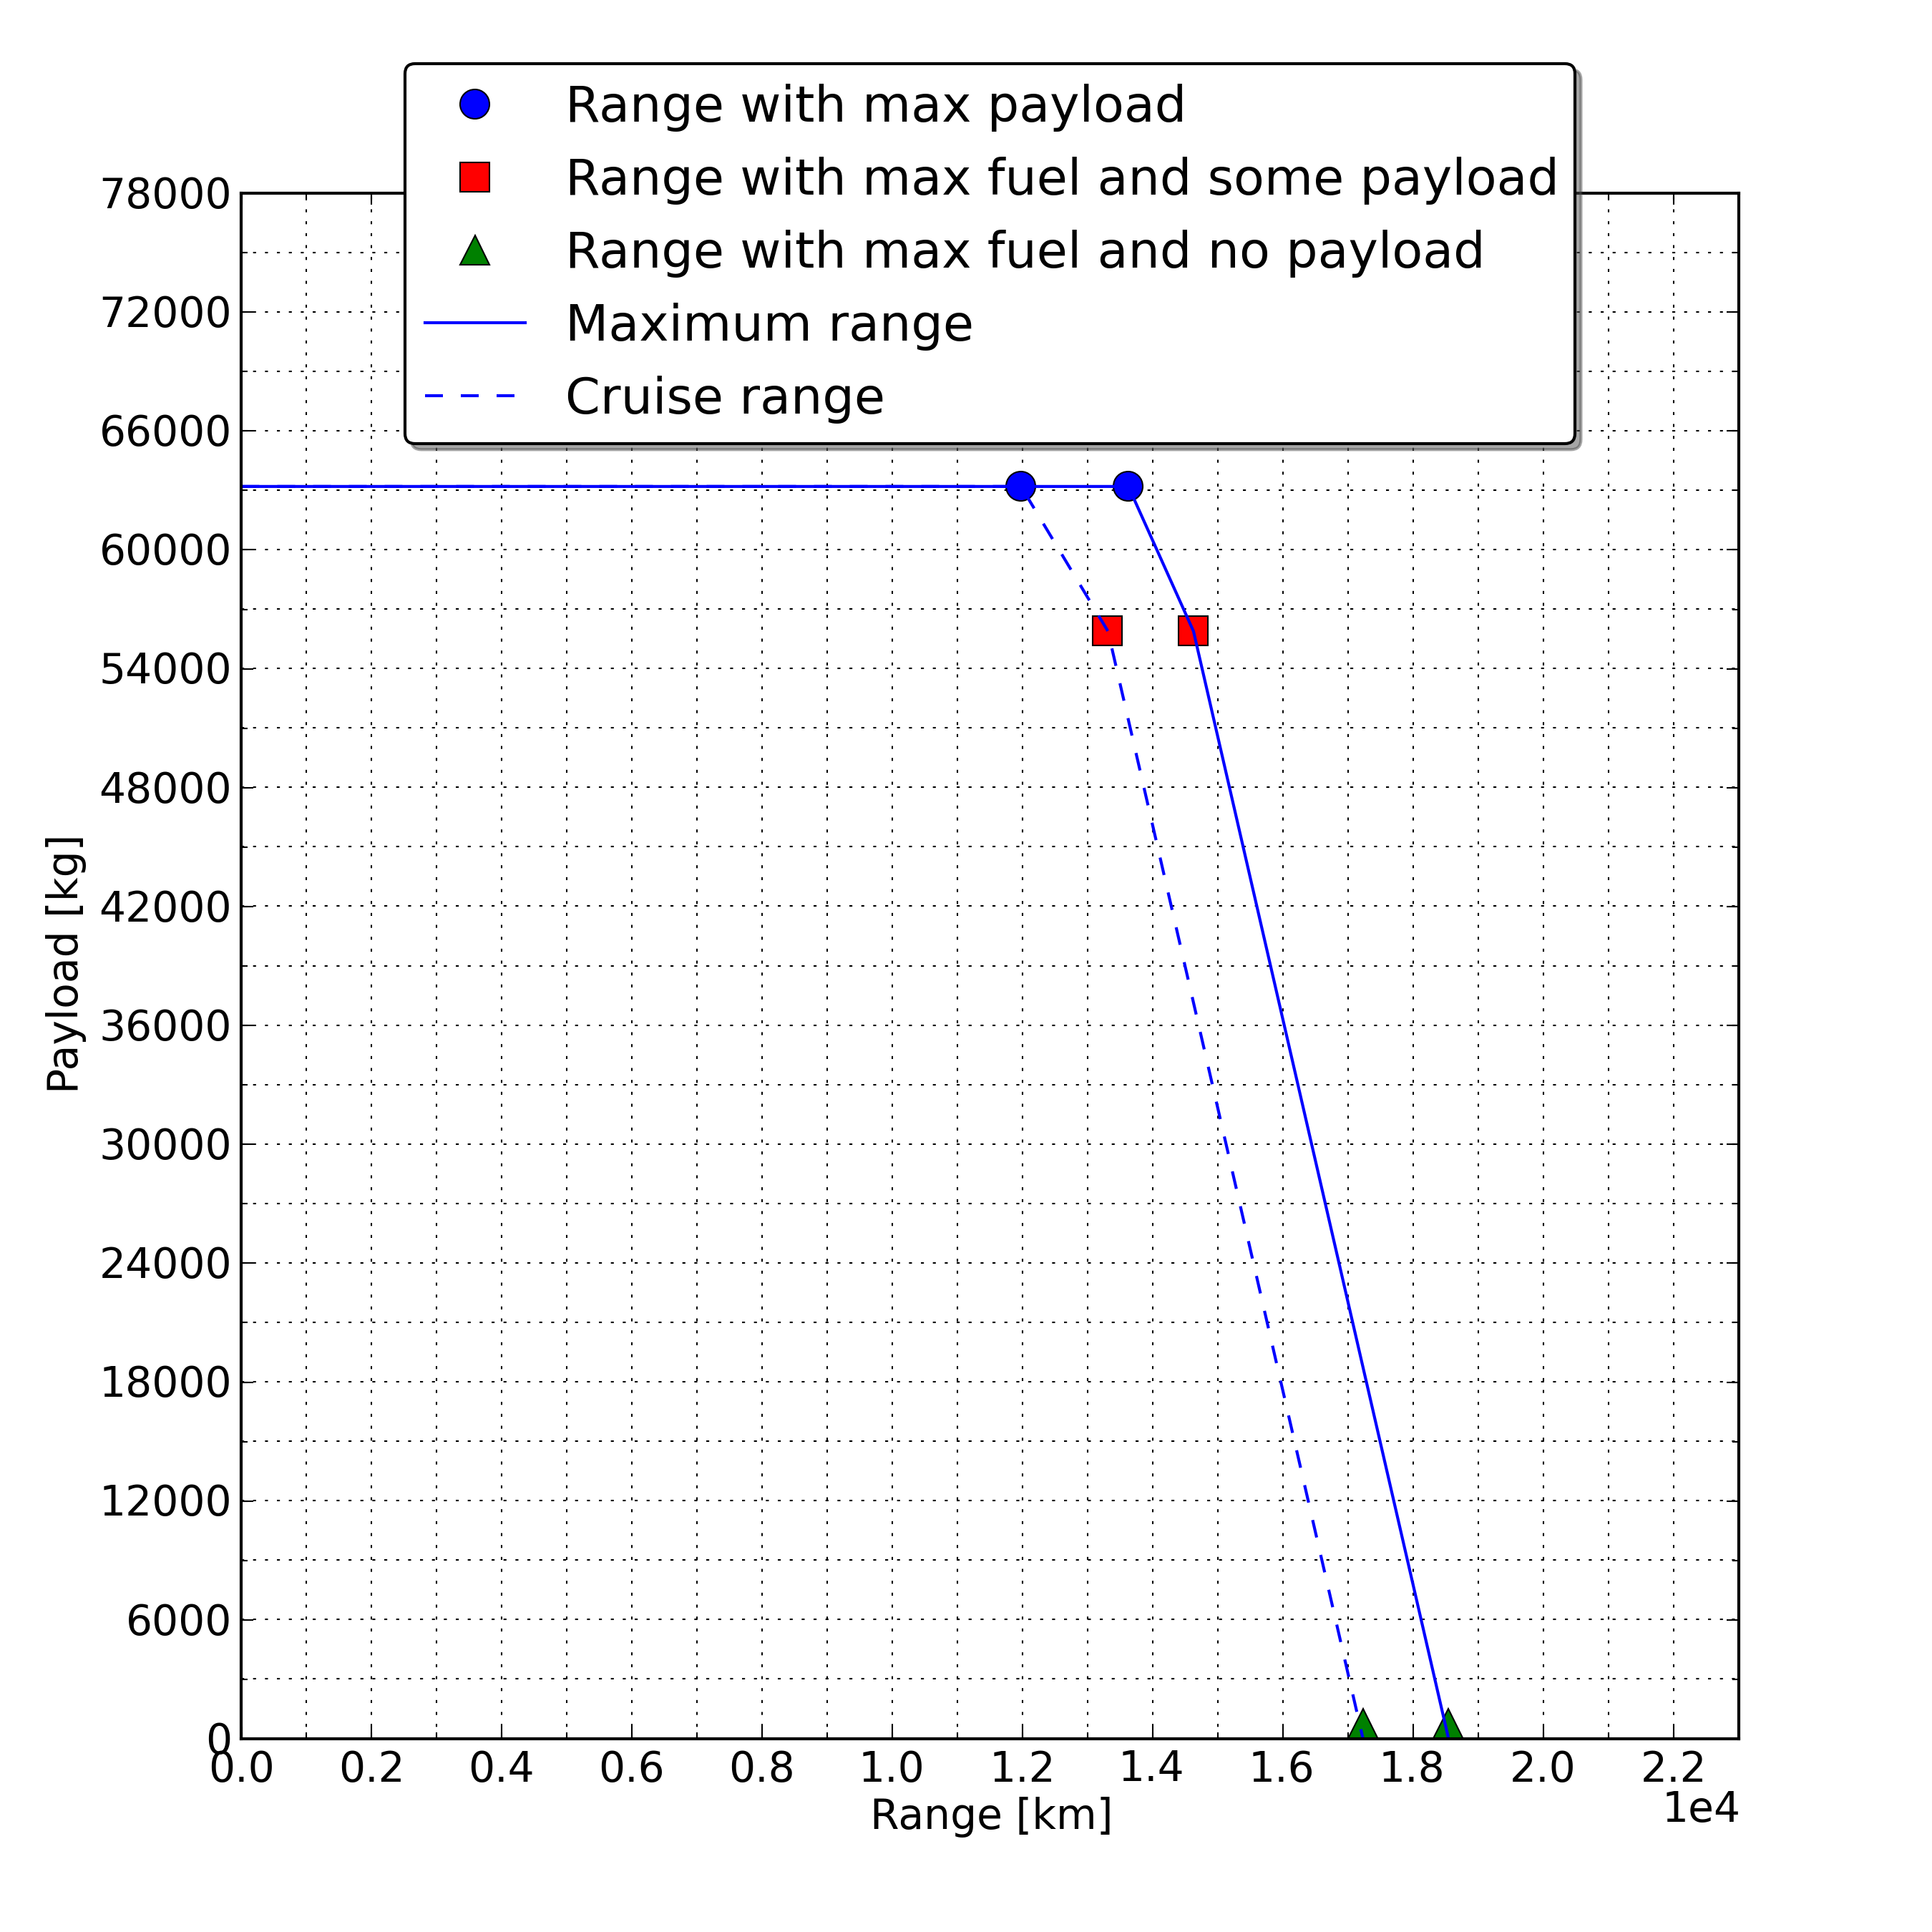 Range with max payload
Range with max fuel and some payload
Range with max fuel and no payload
Maximum range
Cruise range
78000
72000
66000
60000
54000
48000
42000
36000
30000
24000
18000
12000
6000
0
Payload [kg]
0.0 0.2 0.4 0.6 0.8 1.0 1.2 1.4 1.6 1.8 2.0 2.2
1e4
Range [km]